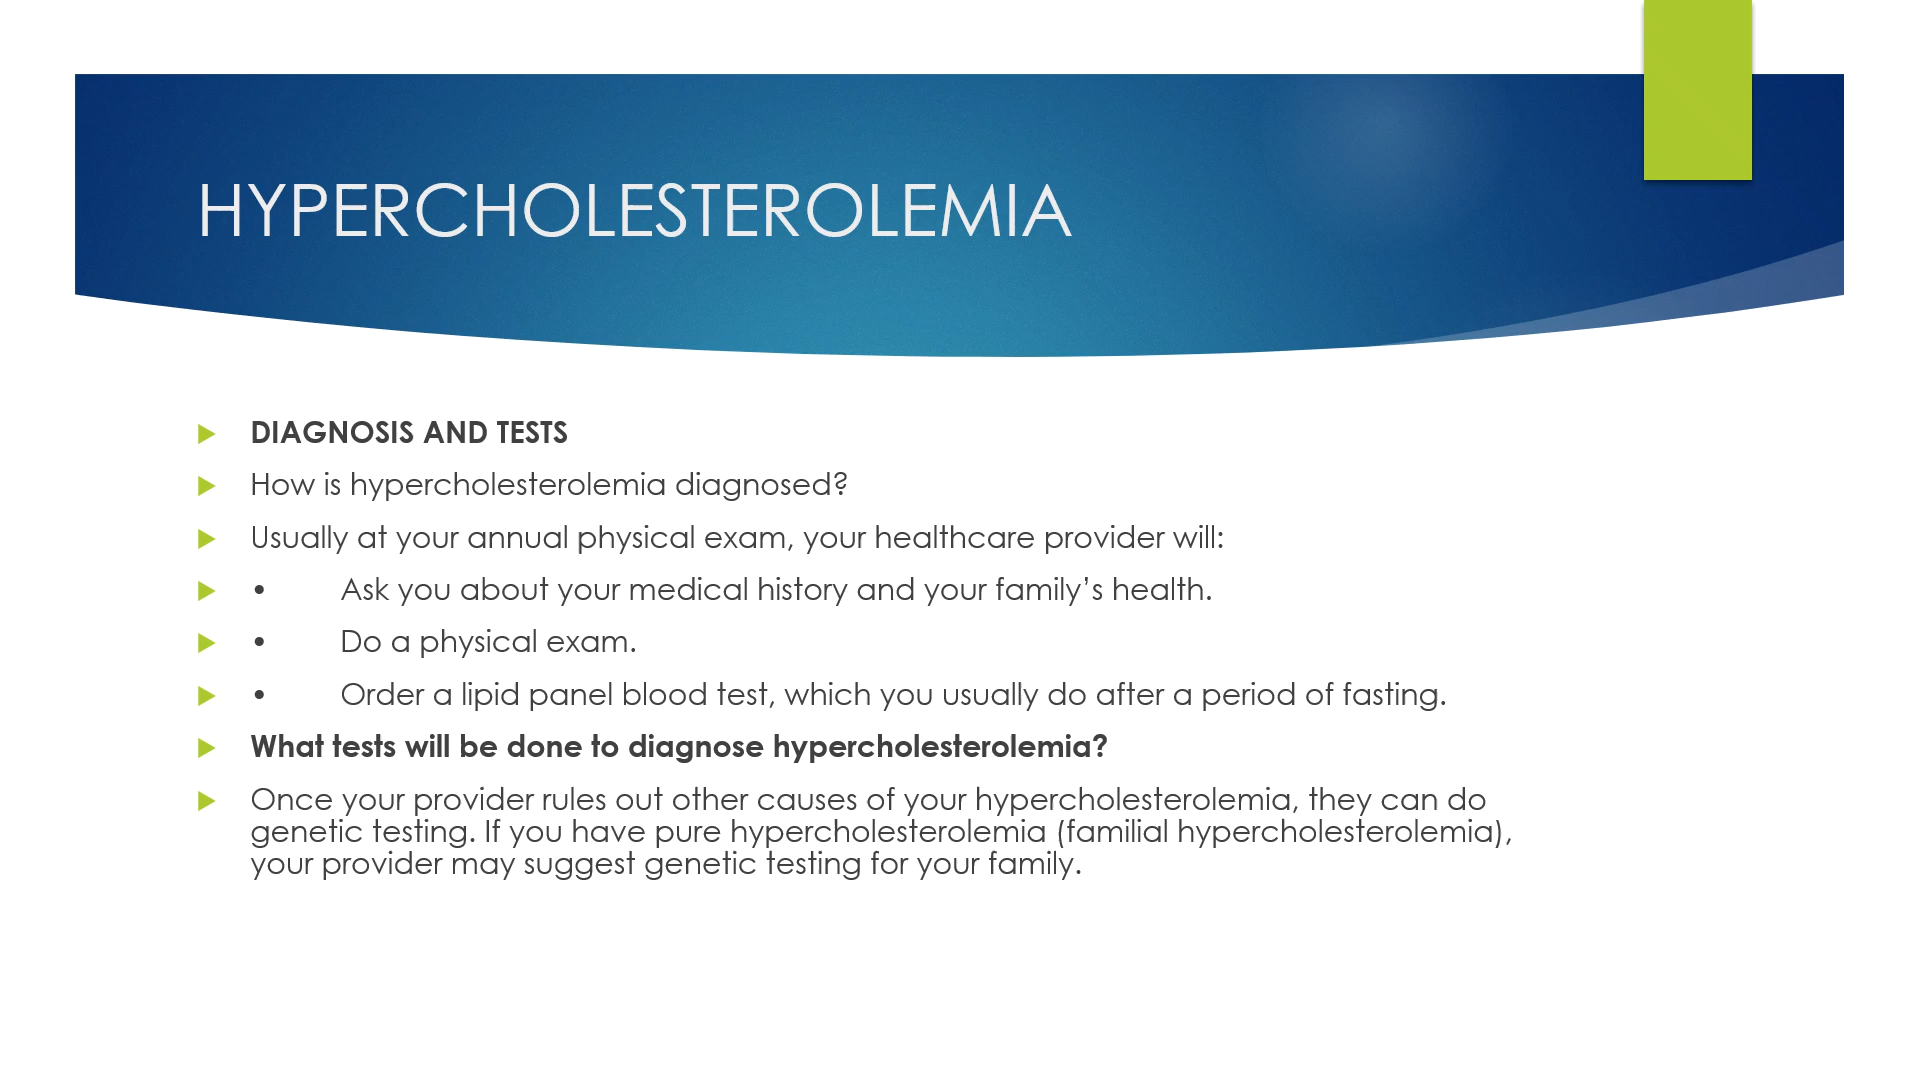 HYPERCHOLESTEROLEMIA
DIAGNOSIS AND TESTS
How is hypercholesterolemia diagnosed?
Usually at your annual physical exam, your healthcare provider will:
• Ask you about your medical history and your family’s health.
• Do a physical exam.
• Order a lipid panel blood test, which you usually do after a period of fasting.
What tests will be done to diagnose hypercholesterolemia?
Once your provider rules out other causes of your hypercholesterolemia, they can do
genetic testing. If you have pure hypercholesterolemia (familial hypercholesterolemia),
your provider may suggest genetic testing for your family.